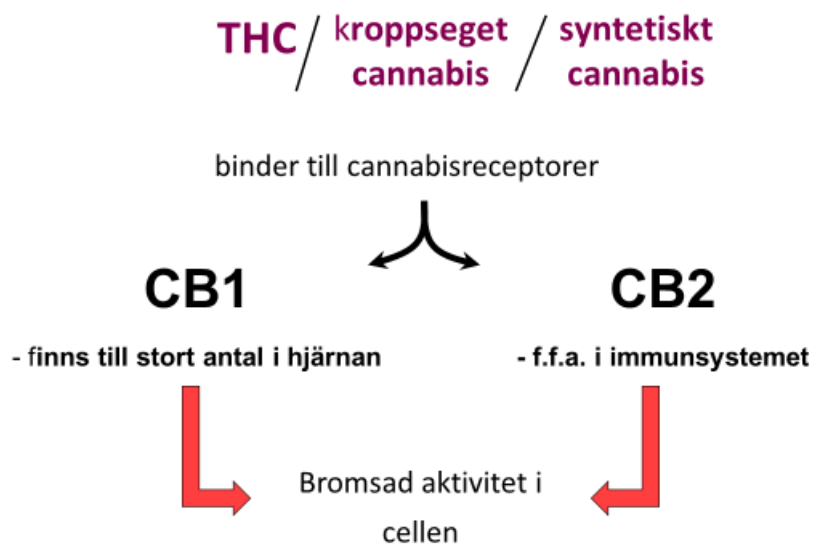 THC / kroppseget / syntetiskt
cannabis cannabis
binder till cannabisreceptorer
CB1 CB2
- finns till stort antal i hjärnan - f.f.a. i immunsystemet
Bromsad aktivitet i
cellen